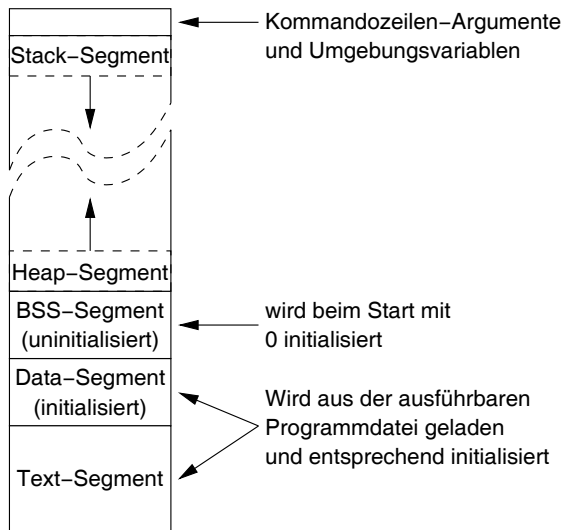 Kommandozeilen−Argumente
und Umgebungsvariablen
Stack−Segment
Heap−Segment
BSS−Segment
(uninitialisiert)
wird beim Start mit
0 initialisiert
Data−Segment
(initialisiert)
Wird aus der ausführbaren
Programmdatei geladen
und entsprechend initialisiert
Text−Segment